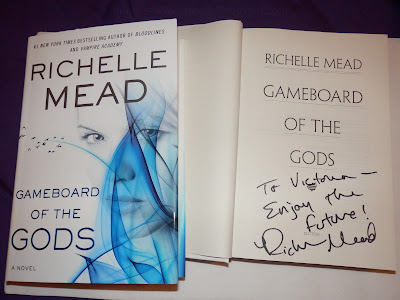 #1 NEW YORK TIMES BESTSELLING AUTHOR OF BLOODLINES
AND VAMPIRE ACADEMY
RICHELLE
MEAD
GAMEBOARD
OF THE
GODS
A NOVEL
RICHELLE MEAD
GAMEBOARD
OF THE
GODS
To Victoria —
Enjoy the
future!
Richelle Mead